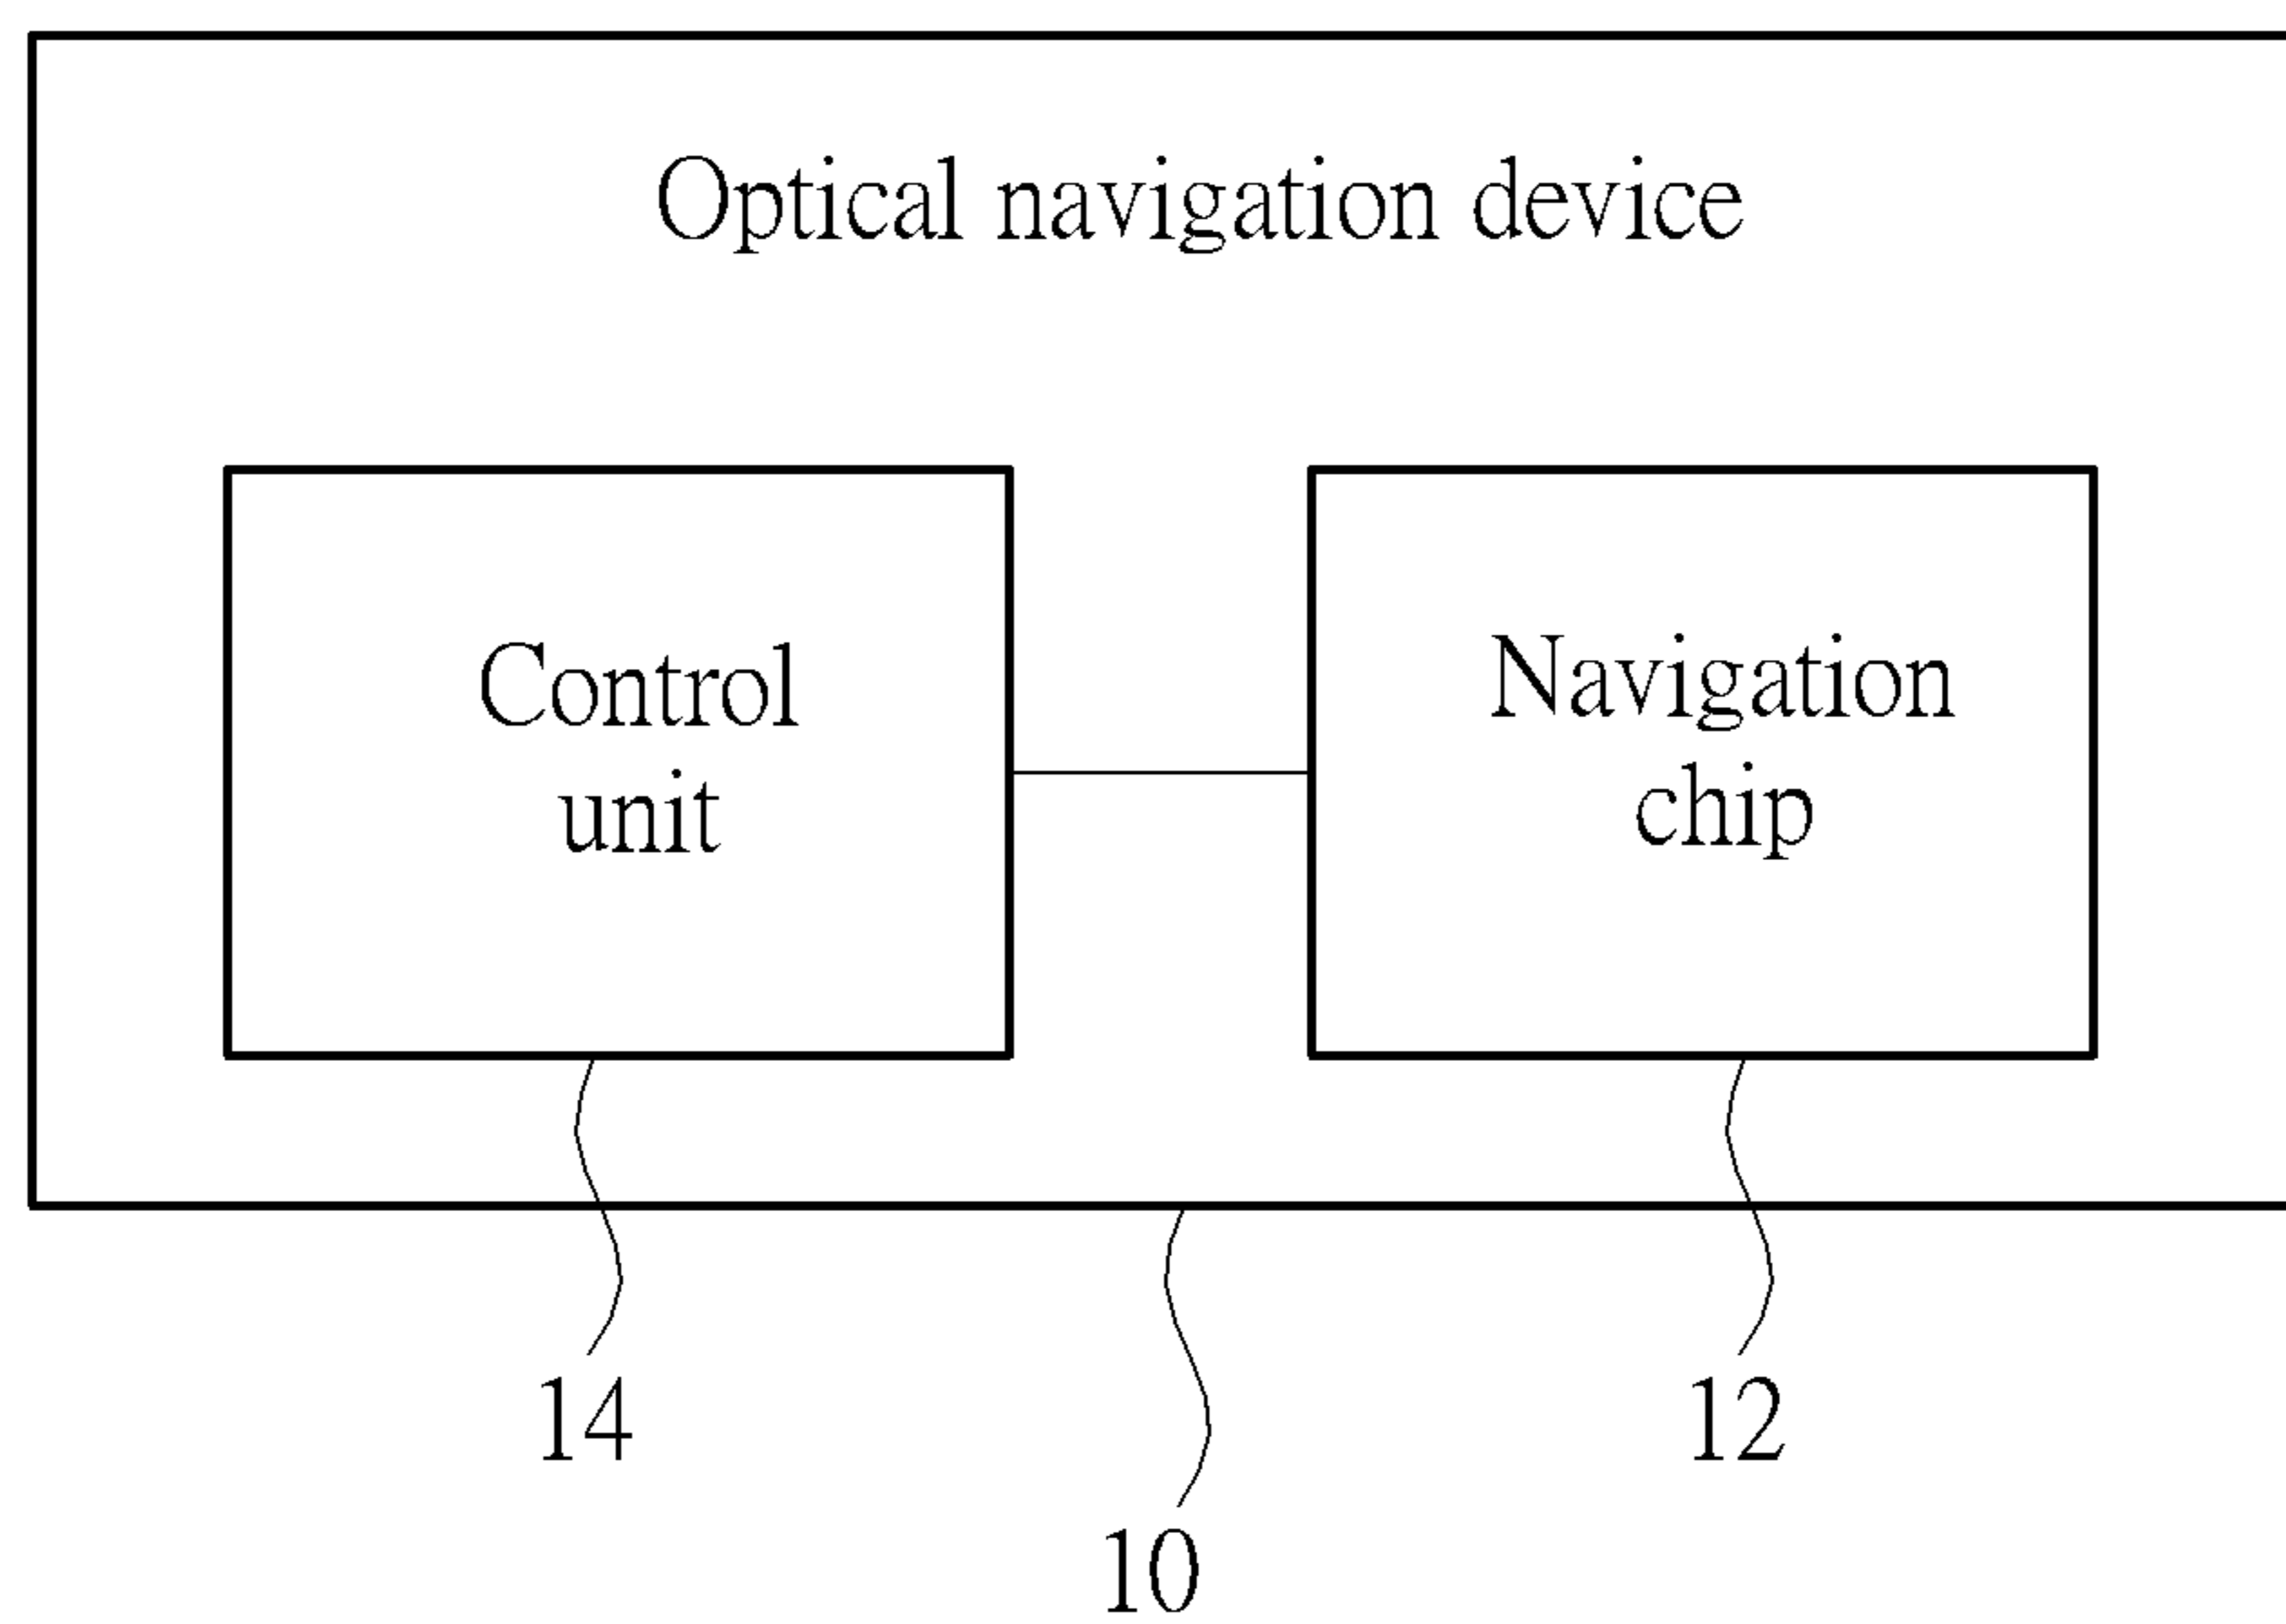 Optical navigation device
Control
unit
Navigation
chip
14
12
10